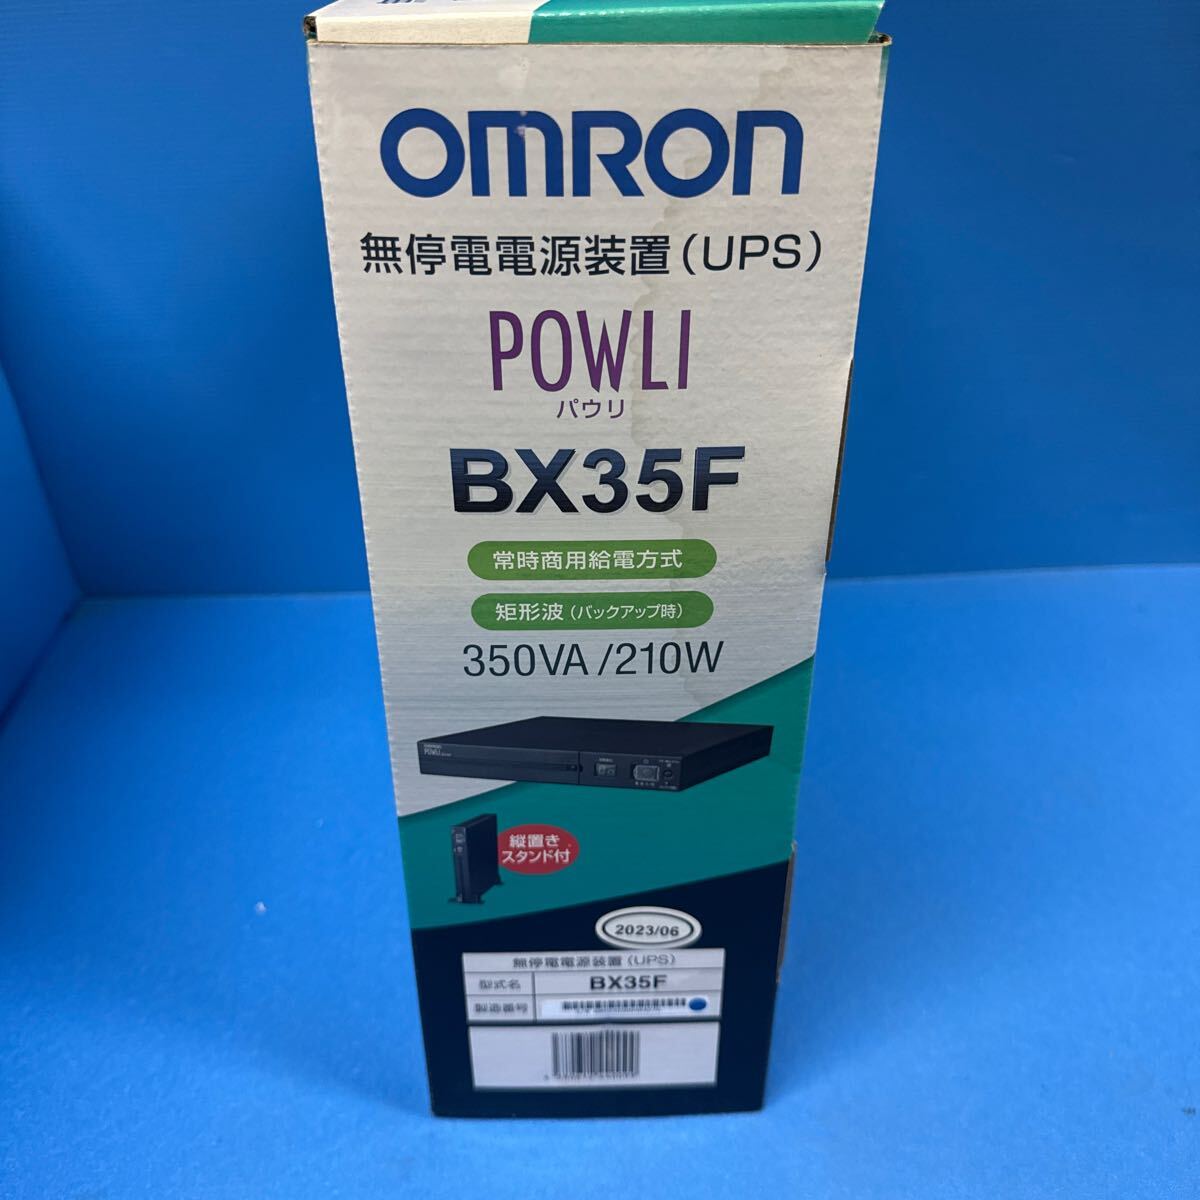 OMRON
無停電電源装置(UPS)
POWLI
パウリ
BX35F
常時商用給電方式
矩形波(バックアップ時)
350VA/210W
OMRON
POWLI
縦置き
スタンド付
2023/06
無停電電源装置(UPS)
型式名 BX35F
製造番号